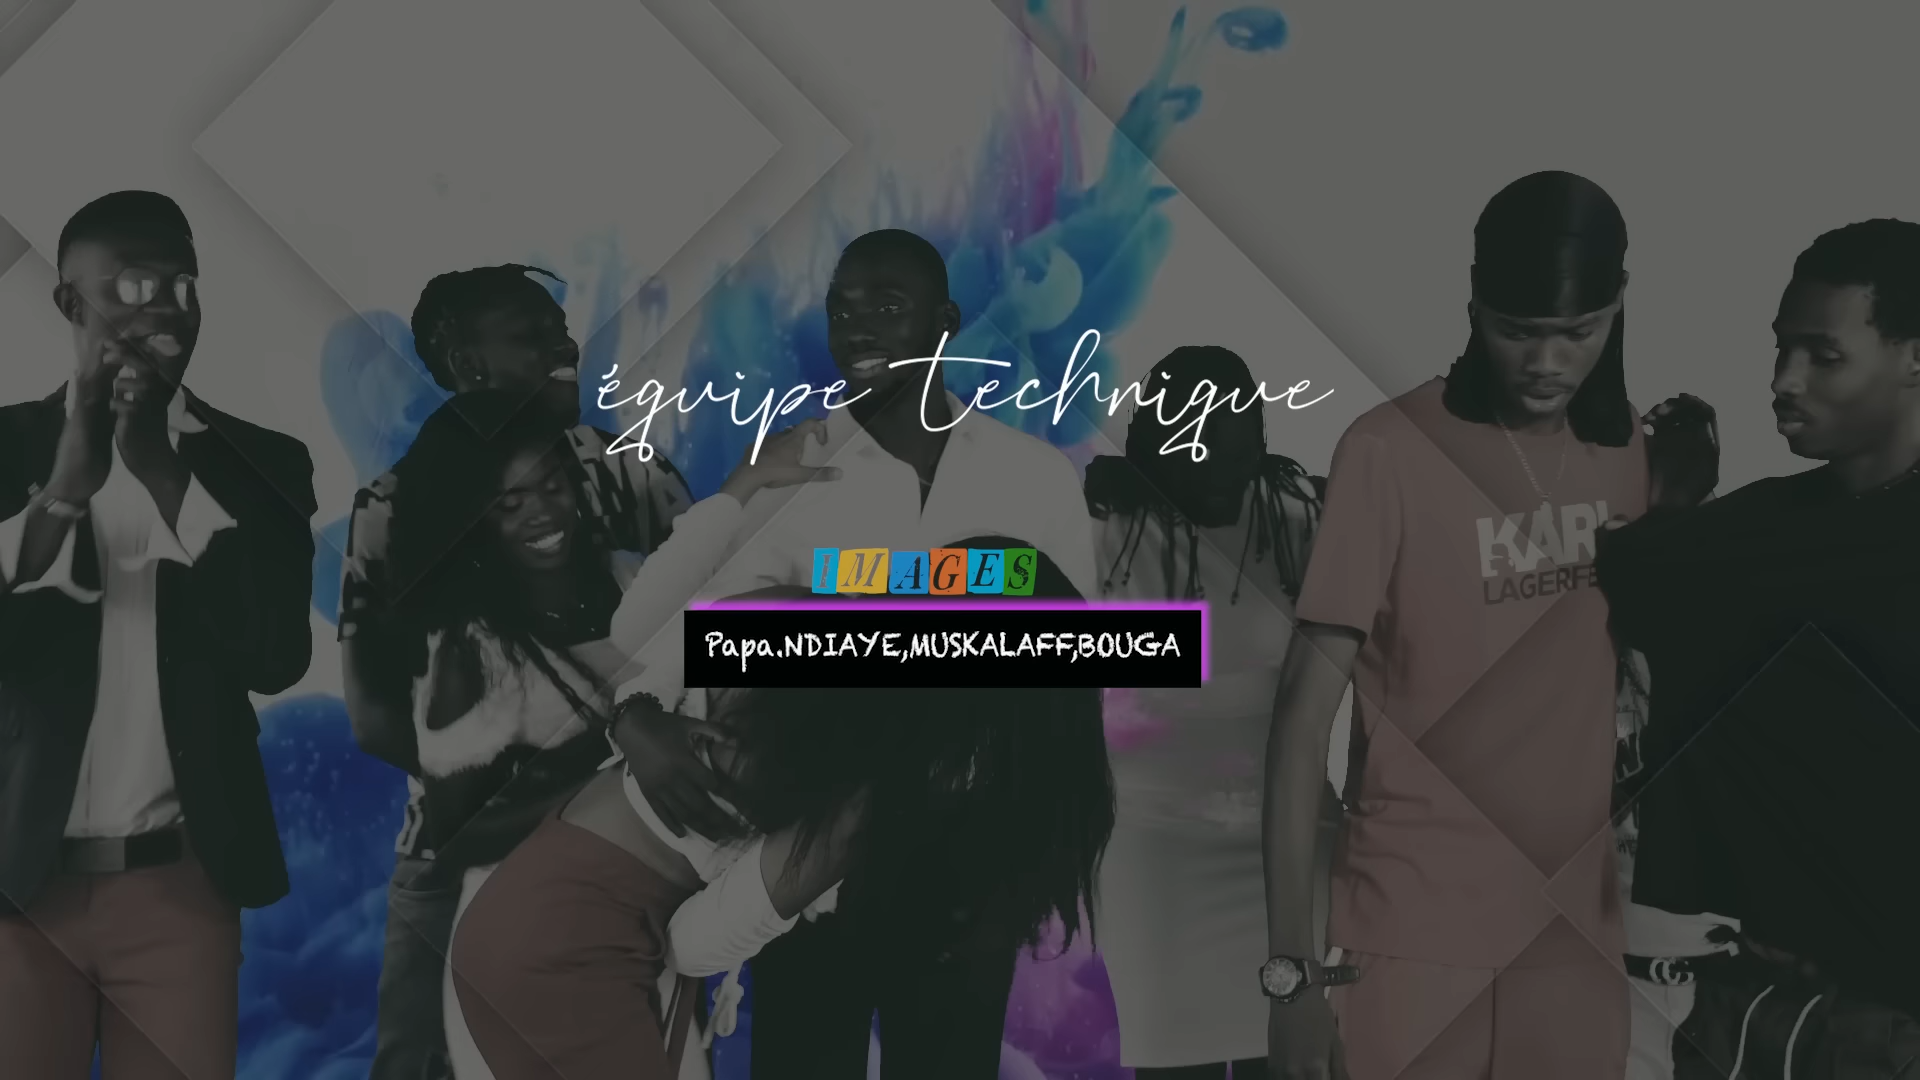 équipe technique
IMAGES
Papa.NDIAYE,MUSKALAFF,BOUGA
KARL
LAGERFE